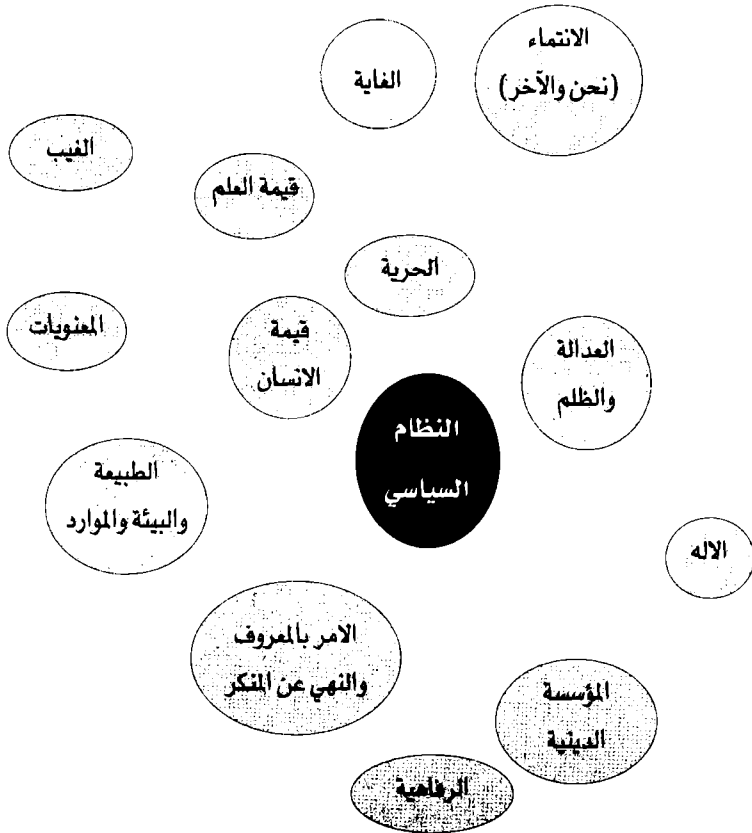 الانتماء
(نحن والآخر)
الغاية
الغيب
قيمة العلم
الحرية
المعنويات
قيمة
الانسان
العدالة
والظلم
النظام
السياسي
الطبيعة
والبيئة والموارد
الاله
الامر بالمعروف
والنهي عن المنكر
المؤسسة
الدينية
الرفاهية